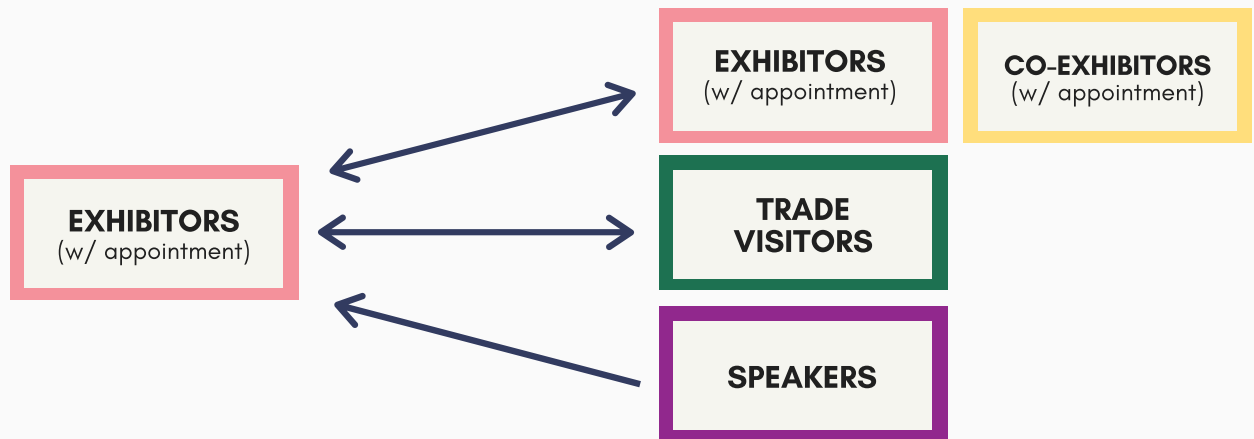 EXHIBITORS
(w/ appointment)
EXHIBITORS
(w/ appointment)
CO-EXHIBITORS
(w/ appointment)
TRADE
VISITORS
SPEAKERS